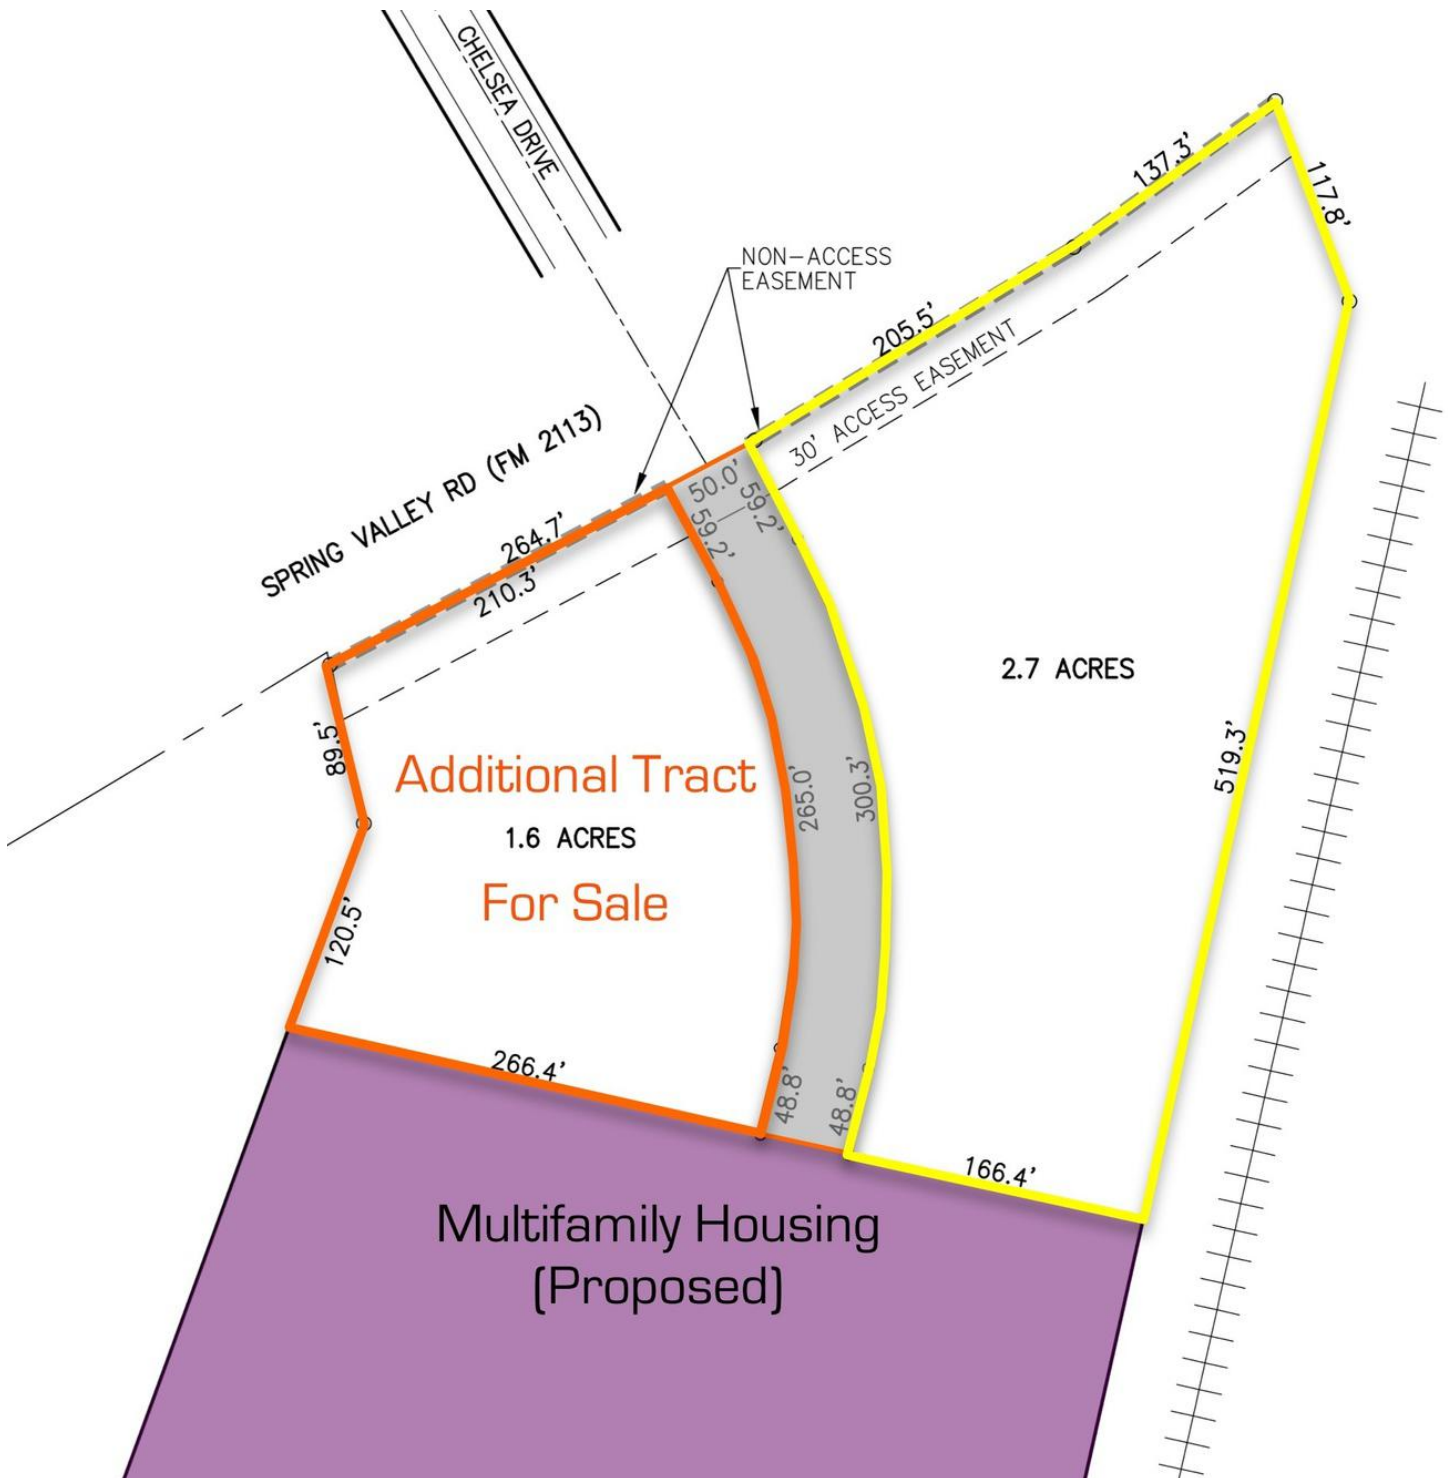 CHELSEA DRIVE
137.3'
117.8'
NON-ACCESS
EASEMENT
205.5'
30' ACCESS EASEMENT
SPRING VALLEY RD (FM 2113)
50.0'
59.2'
59.2'
264.7'
210.3'
2.7 ACRES
89.5'
Additional Tract
1.6 ACRES
For Sale
265.0'
300.3'
519.3'
120.5'
266.4'
48.8'
48.8'
166.4'
Multifamily Housing
(Proposed)